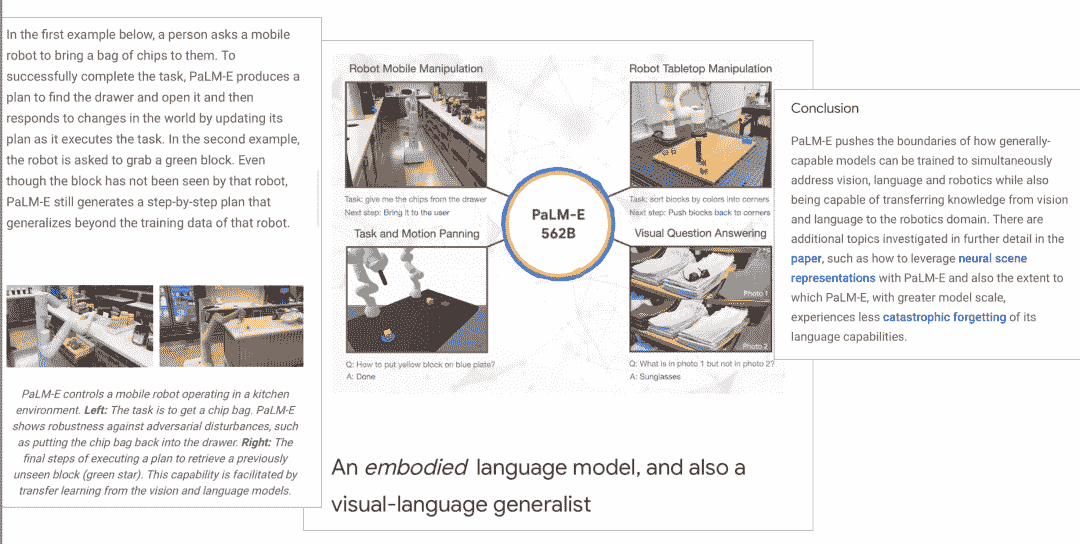 In the first example below, a person asks a mobile
robot to bring a bag of chips to them. To
successfully complete the task, PaLM-E produces a
plan to find the drawer and open it and then
responds to changes in the world by updating its
plan as it executes the task. In the second example,
the robot is asked to grab a green block. Even
though the block has not been seen by that robot,
PaLM-E still generates a step-by-step plan that
generalizes beyond the training data of that robot.
PaLM-E controls a mobile robot operating in a kitchen
environment. Left: The task is to get a chip bag. PaLM-E
shows robustness against adversarial disturbances, such
as putting the chip bag back into the drawer. Right: The
final steps of executing a plan to retrieve a previously
unseen block (green star). This capability is facilitated by
transfer learning from the vision and language models.
Robot Mobile Manipulation
Task: give me the chips from the drawer
Next step: Bring it to the user
Robot Tabletop Manipulation
Task: sort blocks by colors into corners
Next step: Push blocks back to corners
PaLM-E
562B
Task and Motion Panning
Q: How to put yellow block on blue plate?
A: Done
Visual Question Answering
Photo 1
Photo 2
Q: What is in photo 1 but not in photo 2?
A: Sunglasses
An embodied language model, and also a
visual-language generalist
Conclusion
PaLM-E pushes the boundaries of how generally-
capable models can be trained to simultaneously
address vision, language and robotics while also
being capable of transferring knowledge from vision
and language to the robotics domain. There are
additional topics investigated in further detail in the
paper, such as how to leverage neural scene
representations with PaLM-E and also the extent to
which PaLM-E, with greater model scale,
experiences less catastrophic forgetting of its
language capabilities.